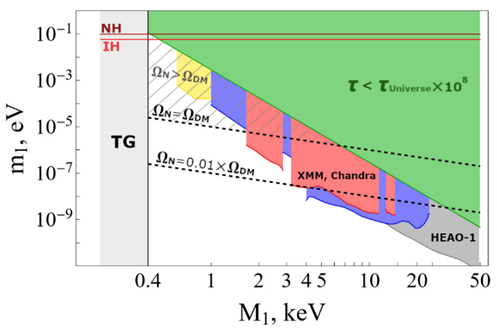 NH
10⁻¹
IH
Ω_N>Ω_DM
τ < τ_Universe×10⁸
10⁻³
m₁, eV
Ω_N=Ω_DM
10⁻⁵
TG
Ω_N=0.01×Ω_DM
XMM, Chandra
10⁻⁷
10⁻⁹
HEAO-1
0.4 1 2 3 4 5 10 20 50
M₁, keV